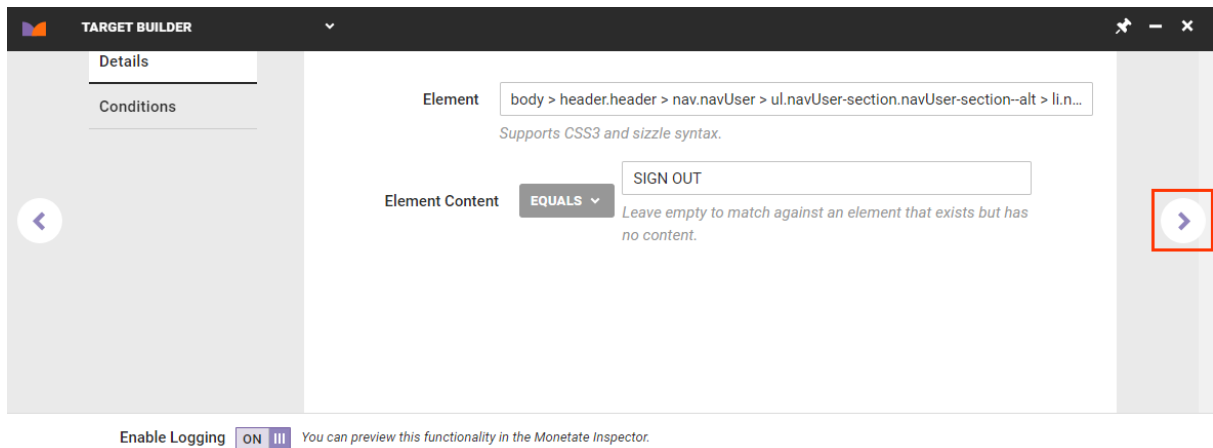 TARGET BUILDER
Details
Conditions
Element
body > header.header > nav.navUser > ul.navUser-section.navUser-section--alt > li.n...
Supports CSS3 and sizzle syntax.
Element Content
EQUALS
SIGN OUT
Leave empty to match against an element that exists but has
no content.
Enable Logging
ON
You can preview this functionality in the Monetate Inspector.